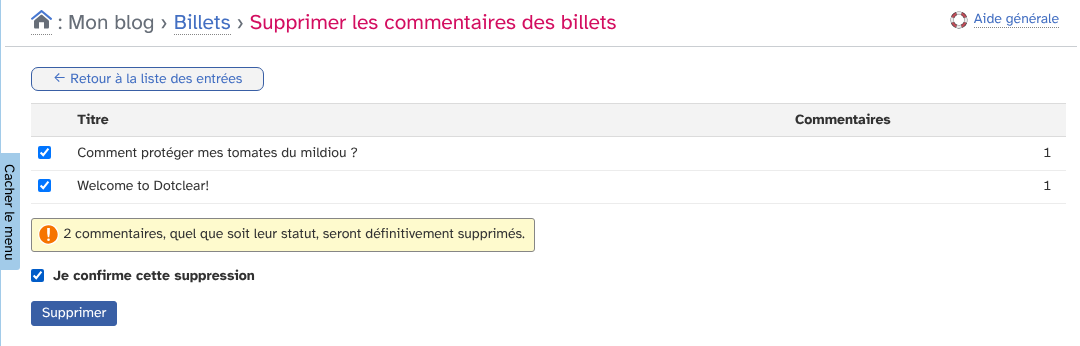 : Mon blog › Billets › Supprimer les commentaires des billets
Aide générale
← Retour à la liste des entrées
Titre Commentaires
Comment protéger mes tomates du mildiou ? 1
Welcome to Dotclear! 1
Cacher le menu
! 2 commentaires, quel que soit leur statut, seront définitivement supprimés.
Je confirme cette suppression
Supprimer